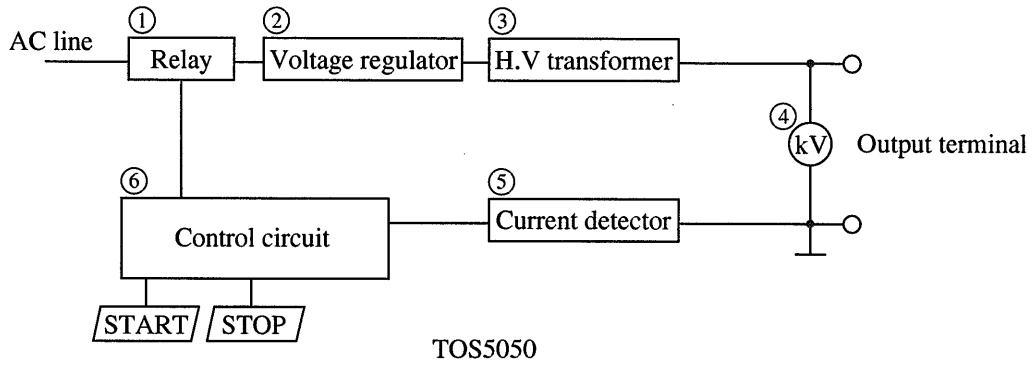 ① ② ③
AC line Relay Voltage regulator H.V transformer
④
kV Output terminal
⑥ ⑤
Control circuit Current detector
START STOP
TOS5050